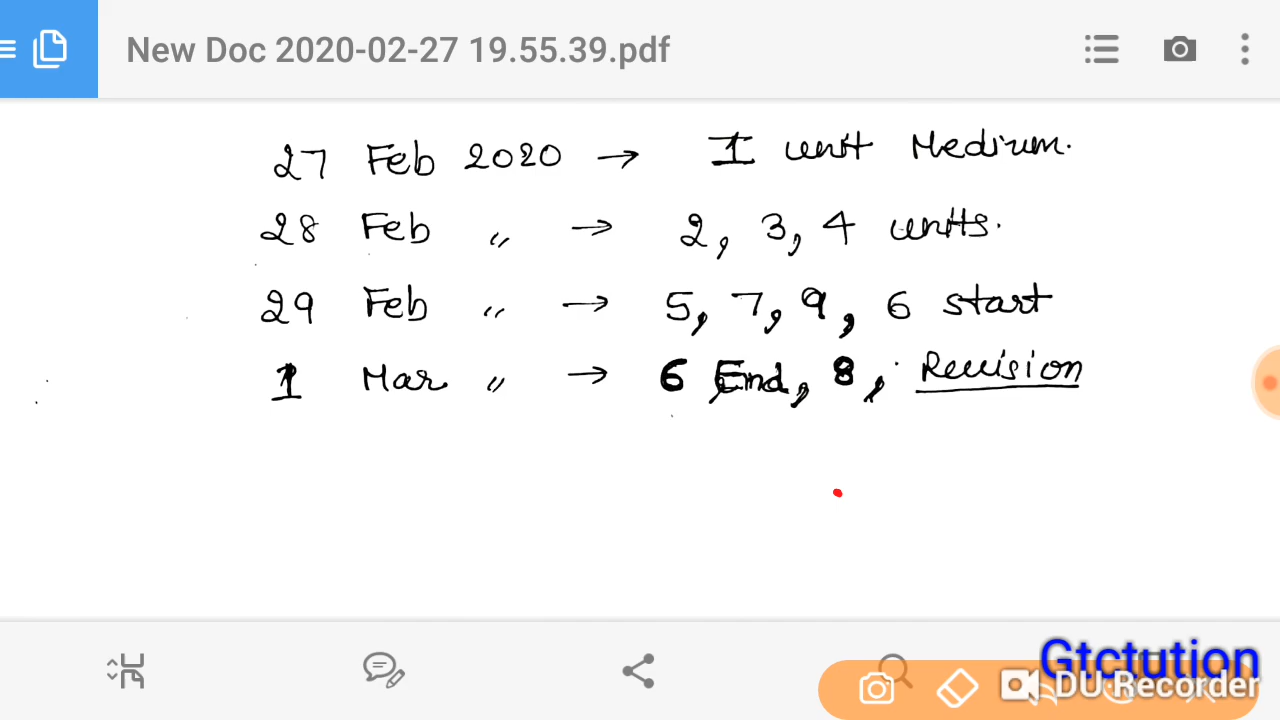 New Doc 2020-02-27 19.55.39.pdf
27 Feb 2020 → I unit Medium.
28 Feb " → 2, 3, 4 units.
29 Feb " → 5, 7, 9, 6 start
1 Mar " → 6 End, 8, Revision
Gtctution
DU Recorder